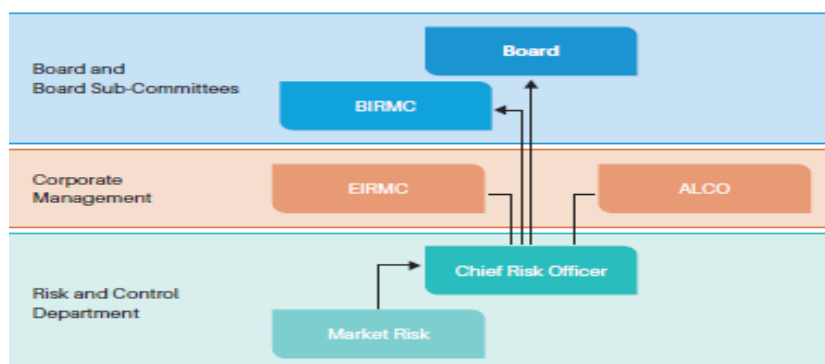 Board
Board and
Board Sub-Committees
BIRMC
Corporate
Management
EIRMC
ALCO
Chief Risk Officer
Risk and Control
Department
Market Risk